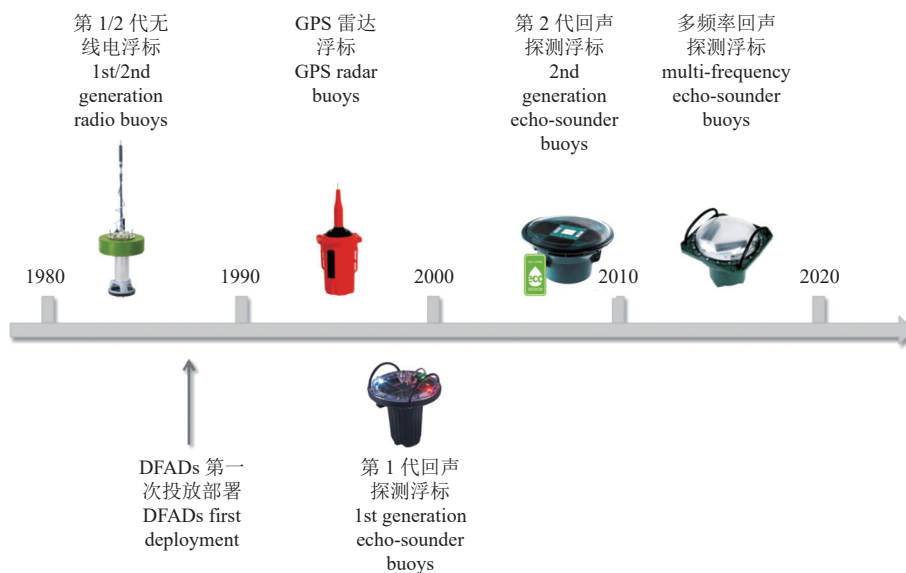 第 1/2 代无
线电浮标
1st/2nd
generation
radio buoys
GPS 雷达
浮标
GPS radar
buoys
第 2 代回声
探测浮标
2nd
generation
echo-sounder
buoys
多频率回声
探测浮标
multi-frequency
echo-sounder
buoys
eco
DESIGN
1980
1990
2000
2010
2020
DFADs 第一
次投放部署
DFADs first
deployment
第 1 代回声
探测浮标
1st generation
echo-sounder
buoys